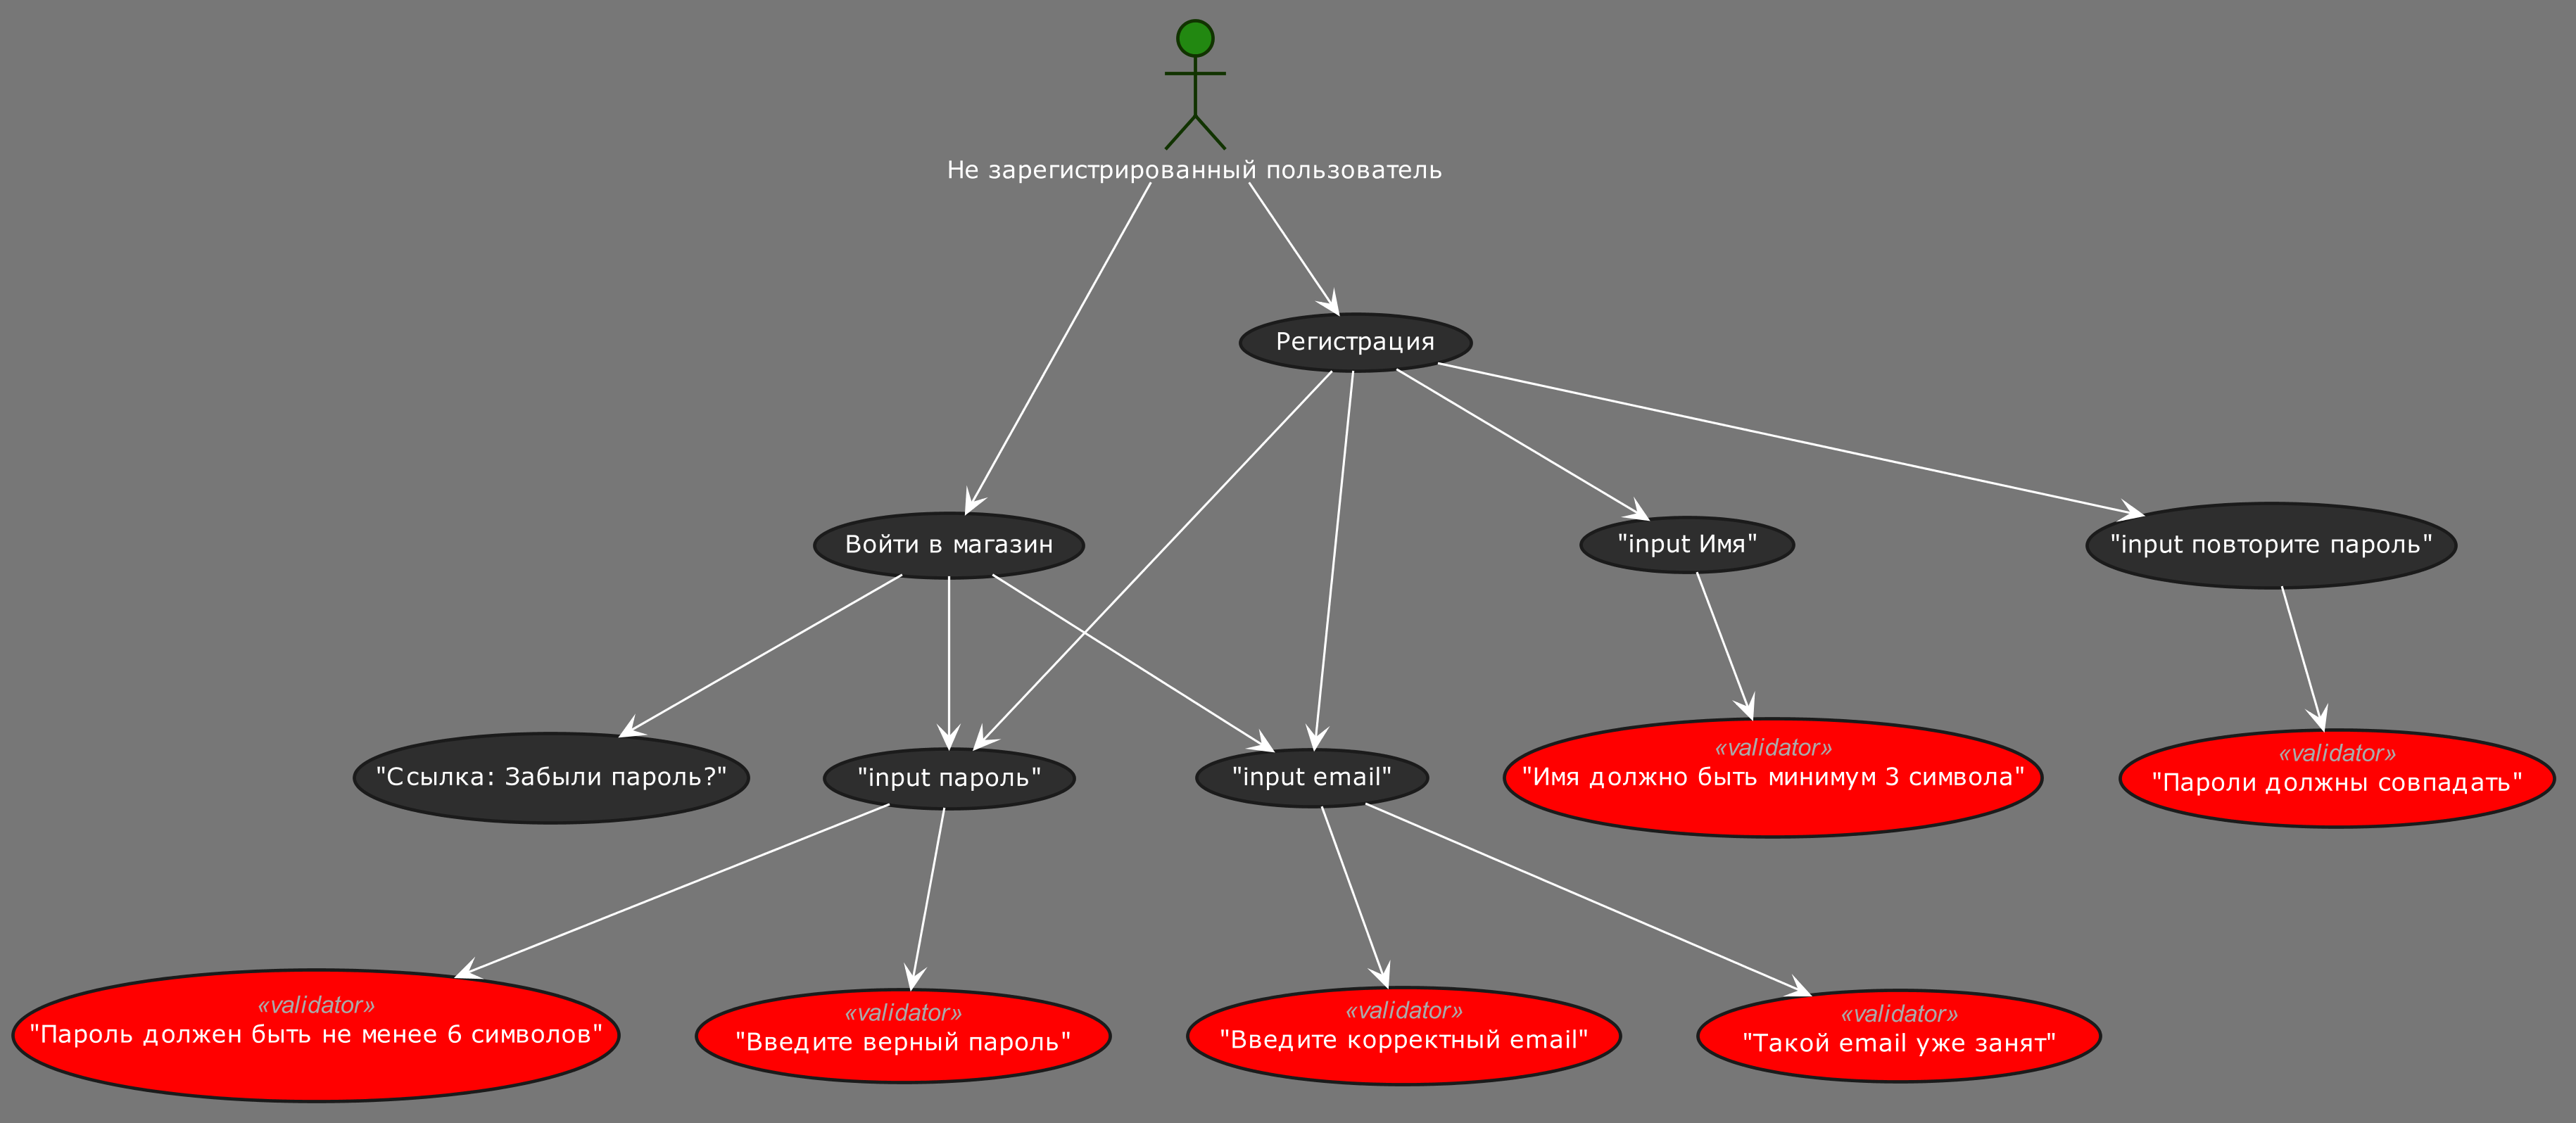 Не зарегистрированный пользователь
Регистрация
Войти в магазин
"input Имя"
"input повторите пароль"
"Ссылка: Забыли пароль?"
"input пароль"
"input email"
«validator»
"Имя должно быть минимум 3 символа"
«validator»
"Пароли должны совпадать"
«validator»
"Пароль должен быть не менее 6 символов"
«validator»
"Введите верный пароль"
«validator»
"Введите корректный email"
«validator»
"Такой email уже занят"